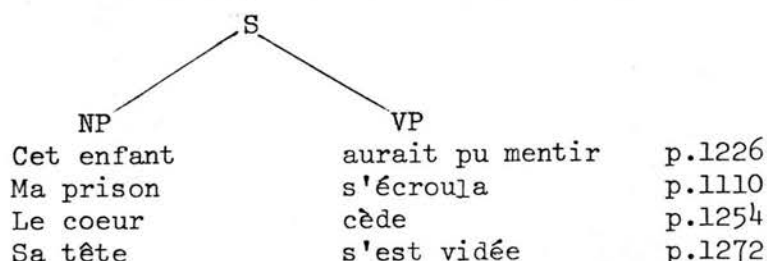 S
NP VP
Cet enfant aurait pu mentir p.1226
Ma prison s'écroula p.1110
Le coeur cède p.1254
Sa tête s'est vidée p.1272